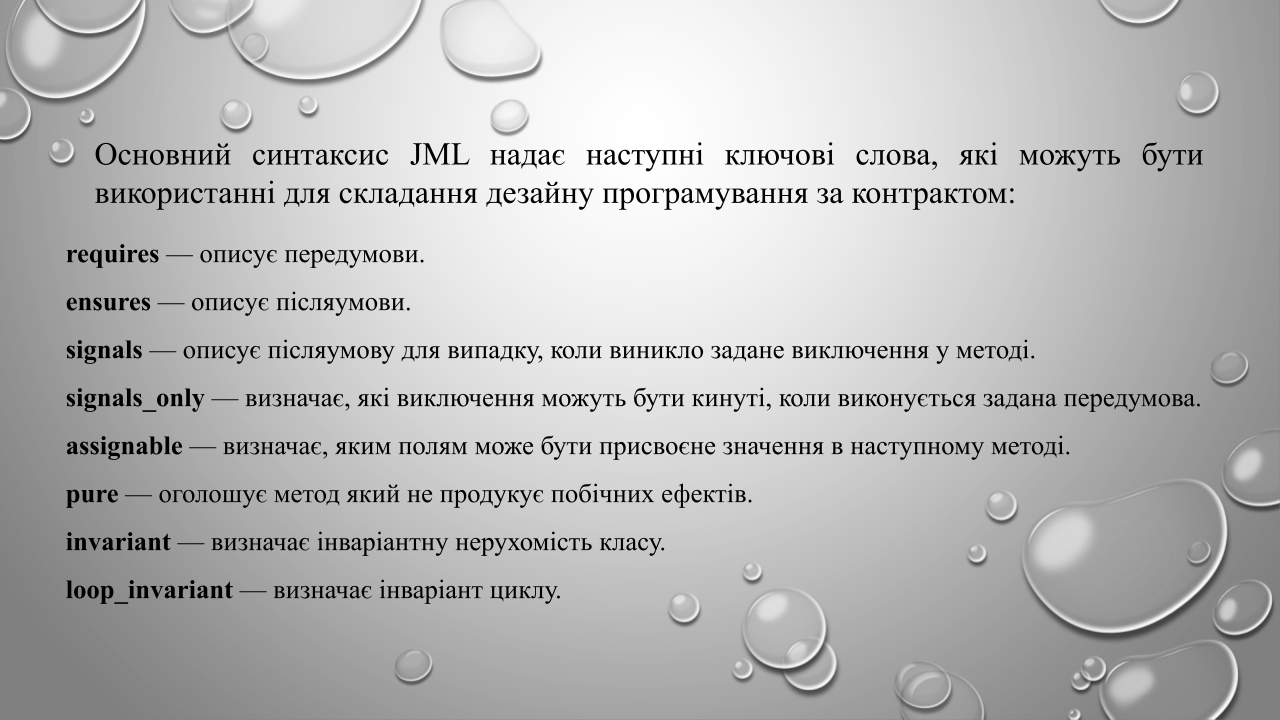 Основний синтаксис JML надає наступні ключові слова, які можуть бути
використанні для складання дезайну програмування за контрактом:
requires — описує передумови.
ensures — описує післяумови.
signals — описує післяумову для випадку, коли виникло задане виключення у методі.
signals_only — визначає, які виключення можуть бути кинуті, коли виконується задана передумова.
assignable — визначає, яким полям може бути присвоєне значення в наступному методі.
pure — оголошує метод який не продукує побічних ефектів.
invariant — визначає інваріантну нерухомість класу.
loop_invariant — визначає інваріант циклу.